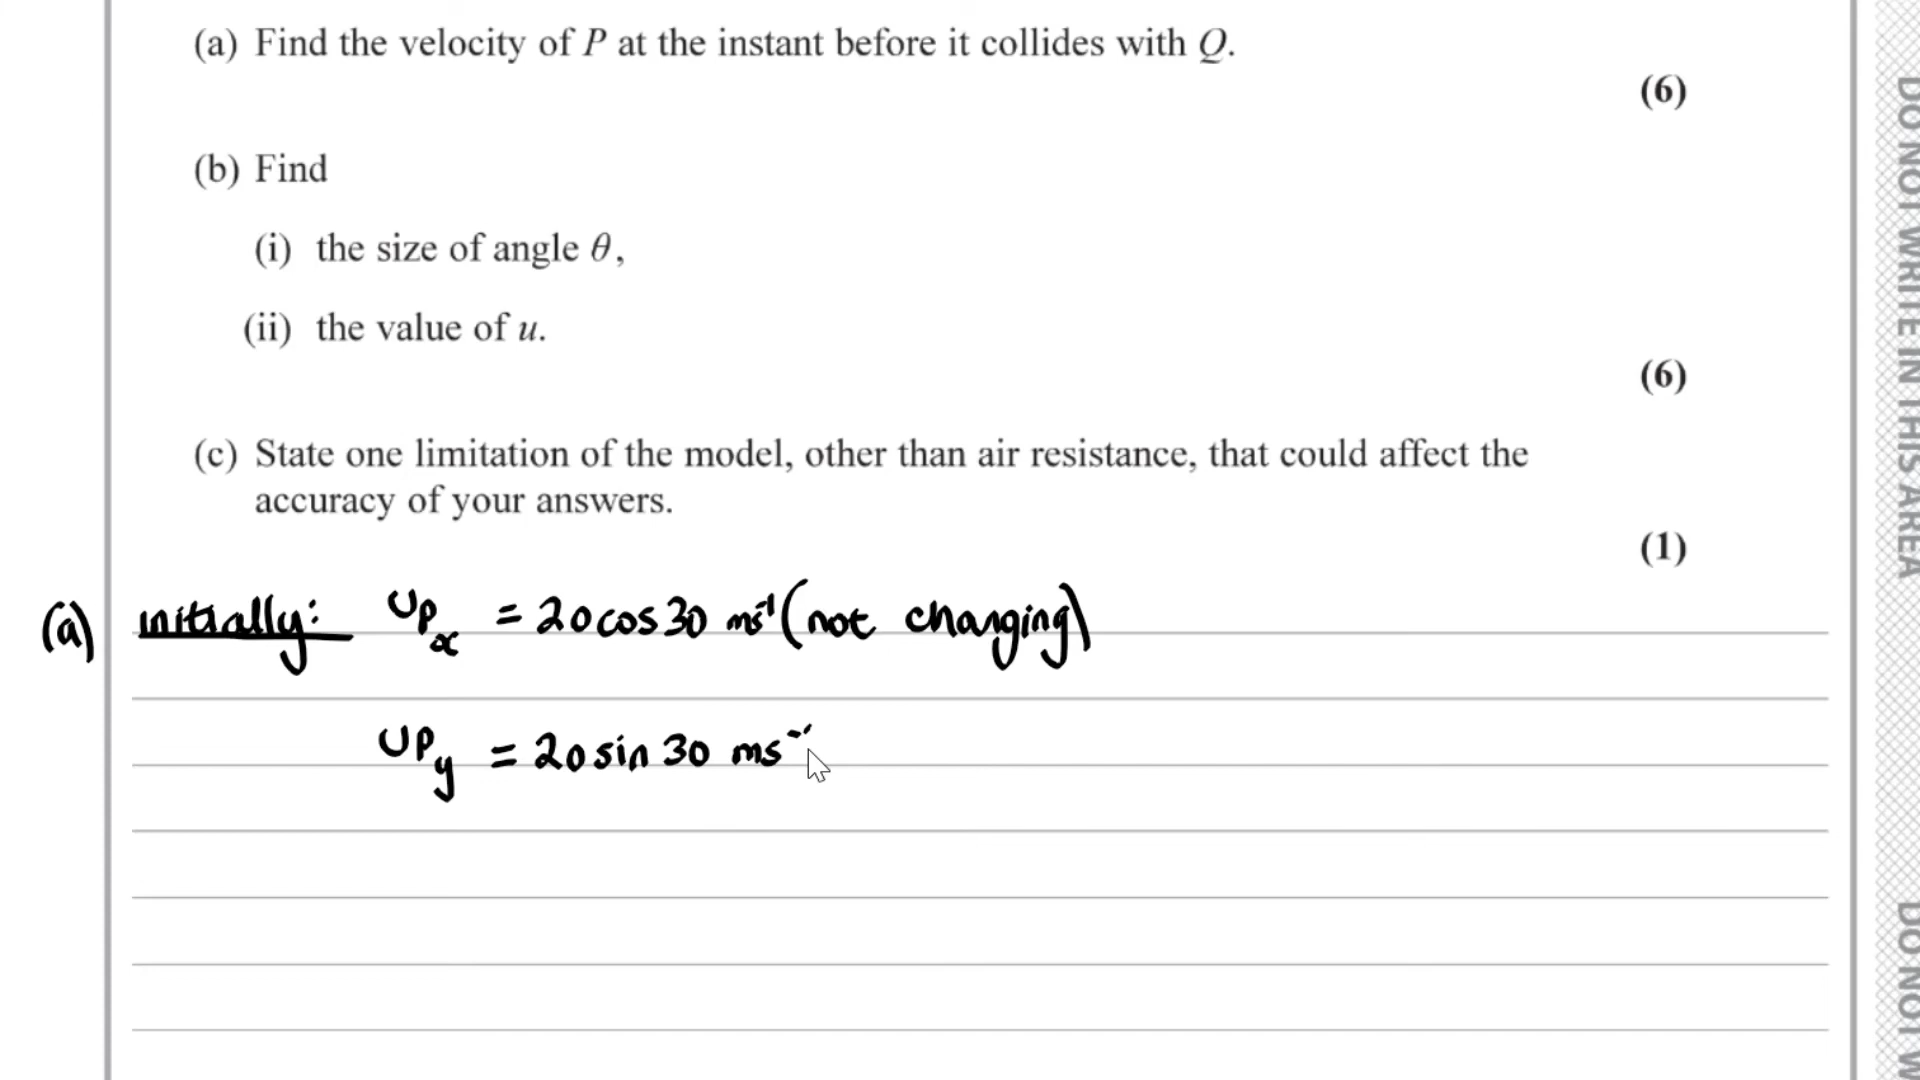 (a) Find the velocity of P at the instant before it collides with Q.
(6)
(b) Find
(i) the size of angle θ,
(ii) the value of u.
(6)
(c) State one limitation of the model, other than air resistance, that could affect the
accuracy of your answers.
(1)
(a) initially: UPx = 20cos30 ms⁻¹ (not changing)
UPy = 20sin 30 ms⁻¹
DO NOT WRITE IN THIS AREA
DO NOT W